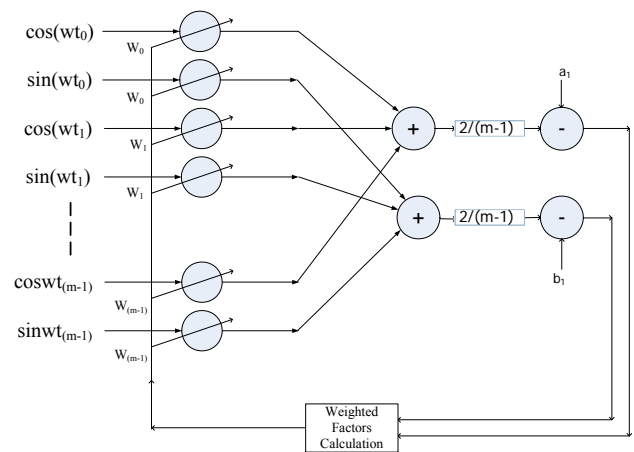 cos(wt₀)
W₀
sin(wt₀)
W₀
cos(wt₁)
W₁
sin(wt₁)
W₁
coswt₍ₘ₋₁₎
W₍ₘ₋₁₎
sinwt₍ₘ₋₁₎
W₍ₘ₋₁₎
+
2/(m-1)
a₁
-
+
2/(m-1)
-
b₁
Weighted
Factors
Calculation